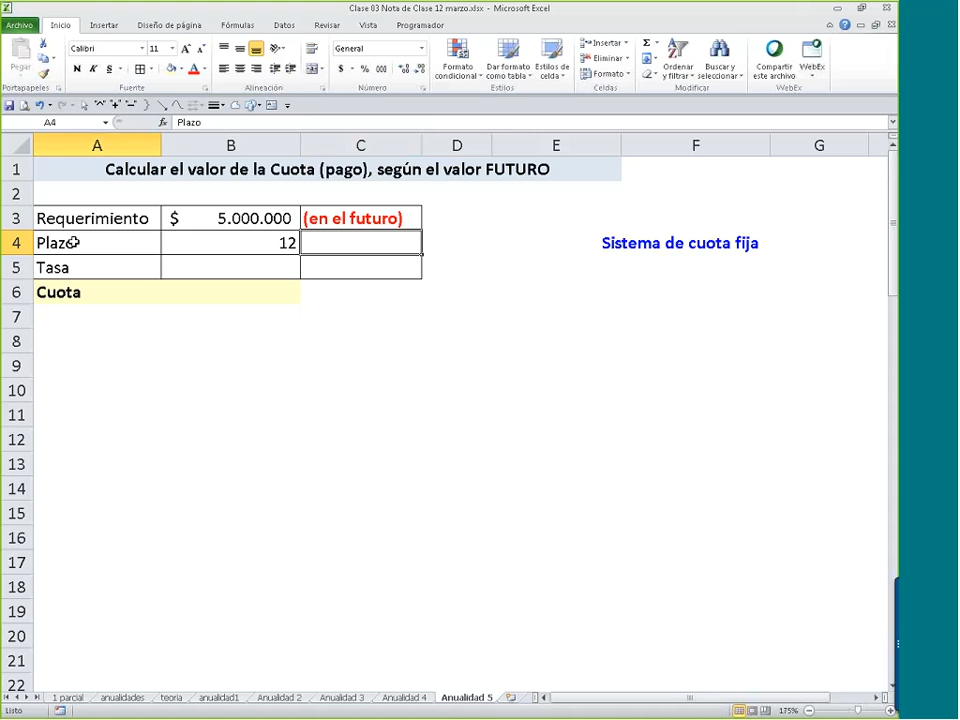 Clase 03 Nota de Clase 12 marzo.xlsx - Microsoft Excel
Archivo Inicio Insertar Diseño de página Fórmulas Datos Revisar Vista Programador
Pegar
Calibri 11
N K S
General
$ % 000
Formato condicional
Dar formato como tabla
Estilos de celda
Insertar
Eliminar
Formato
Ordenar y filtrar
Buscar y seleccionar
Compartir este archivo
WebEx
Portapapeles Fuente Alineación Número Estilos Celdas Modificar WebEx
A4 fx Plazo
A B C D E F G
1 Calcular el valor de la Cuota (pago), según el valor FUTURO
2
3 Requerimiento $ 5.000.000 (en el futuro)
4 Plazo 12 Sistema de cuota fija
5 Tasa
6 Cuota
7
8
9
10
11
12
13
14
15
16
17
18
19
20
21
22
1 parcial anualidades teoria anualidad1 Anualidad 2 Anualidad 3 Anualidad 4 Anualidad 5
Listo 175%